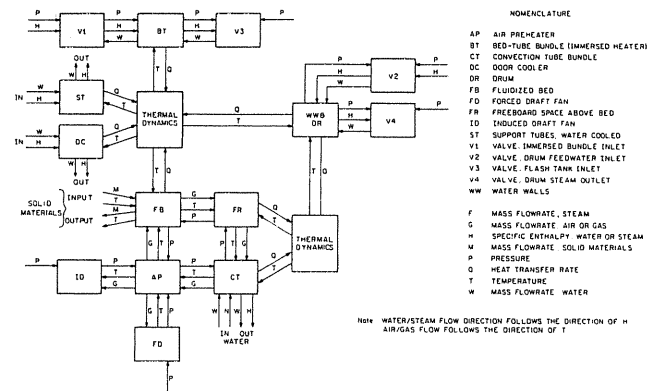 P P P P
H V1 H BT H V3
W W W
OUT
W H
T Q
P
H V2 P
W H
IN W ST Q
H T
THERMAL
DYNAMICS
Q
T
WW&
DR
P
H V4 P
W
IN W DC Q
H T
W H
OUT
T Q
T Q
SOLID
MATERIALS
INPUT M
T
OUTPUT M
T
FB
G
T
P
FR
Q
T
THERMAL
DYNAMICS
G T P
P T G
Q
T
P ID P
T
G
AP
P
T
G
CT
G T P
W H W H
IN OUT
WATER
FD
P
NOMENCLATURE
AP AIR PREHEATER
BT BED-TUBE BUNDLE (IMMERSED HEATER)
CT CONVECTION TUBE BUNDLE
DC DOOR COOLER
DR DRUM
FB FLUIDIZED BED
FD FORCED DRAFT FAN
FR FREEBOARD SPACE ABOVE BED
ID INDUCED DRAFT FAN
ST SUPPORT TUBES, WATER COOLED
V1 VALVE, IMMERSED BUNDLE INLET
V2 VALVE, DRUM FEEDWATER INLET
V3 VALVE, FLASH TANK INLET
V4 VALVE, DRUM STEAM OUTLET
WW WATER WALLS
F MASS FLOWRATE, STEAM
G MASS FLOWRATE AIR OR GAS
H SPECIFIC ENTHALPY WATER OR STEAM
M MASS FLOWRATE SOLID MATERIALS
P PRESSURE
Q HEAT TRANSFER RATE
T TEMPERATURE
W MASS FLOWRATE WATER
Note WATER/STEAM FLOW DIRECTION FOLLOWS THE DIRECTION OF H
AIR/GAS FLOW FOLLOWS THE DIRECTION OF T